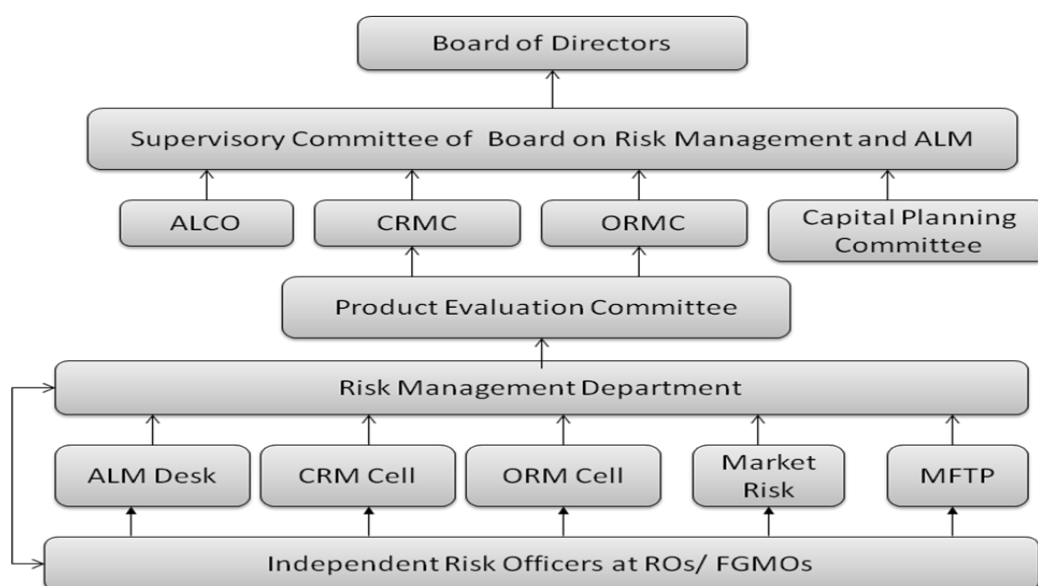 Board of Directors
Supervisory Committee of Board on Risk Management and ALM
ALCO
CRMC
ORMC
Capital Planning
Committee
Product Evaluation Committee
Risk Management Department
ALM Desk
CRM Cell
ORM Cell
Market
Risk
MFTP
Independent Risk Officers at ROs/ FGMOs